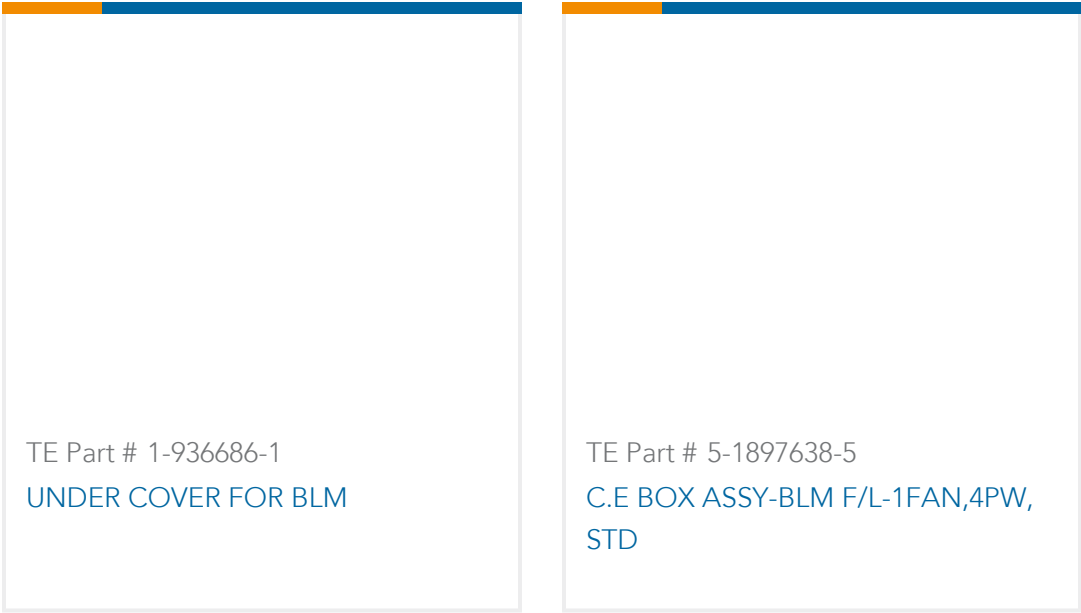 TE Part # 1-936686-1
UNDER COVER FOR BLM
TE Part # 5-1897638-5
C.E BOX ASSY-BLM F/L-1FAN,4PW,
STD